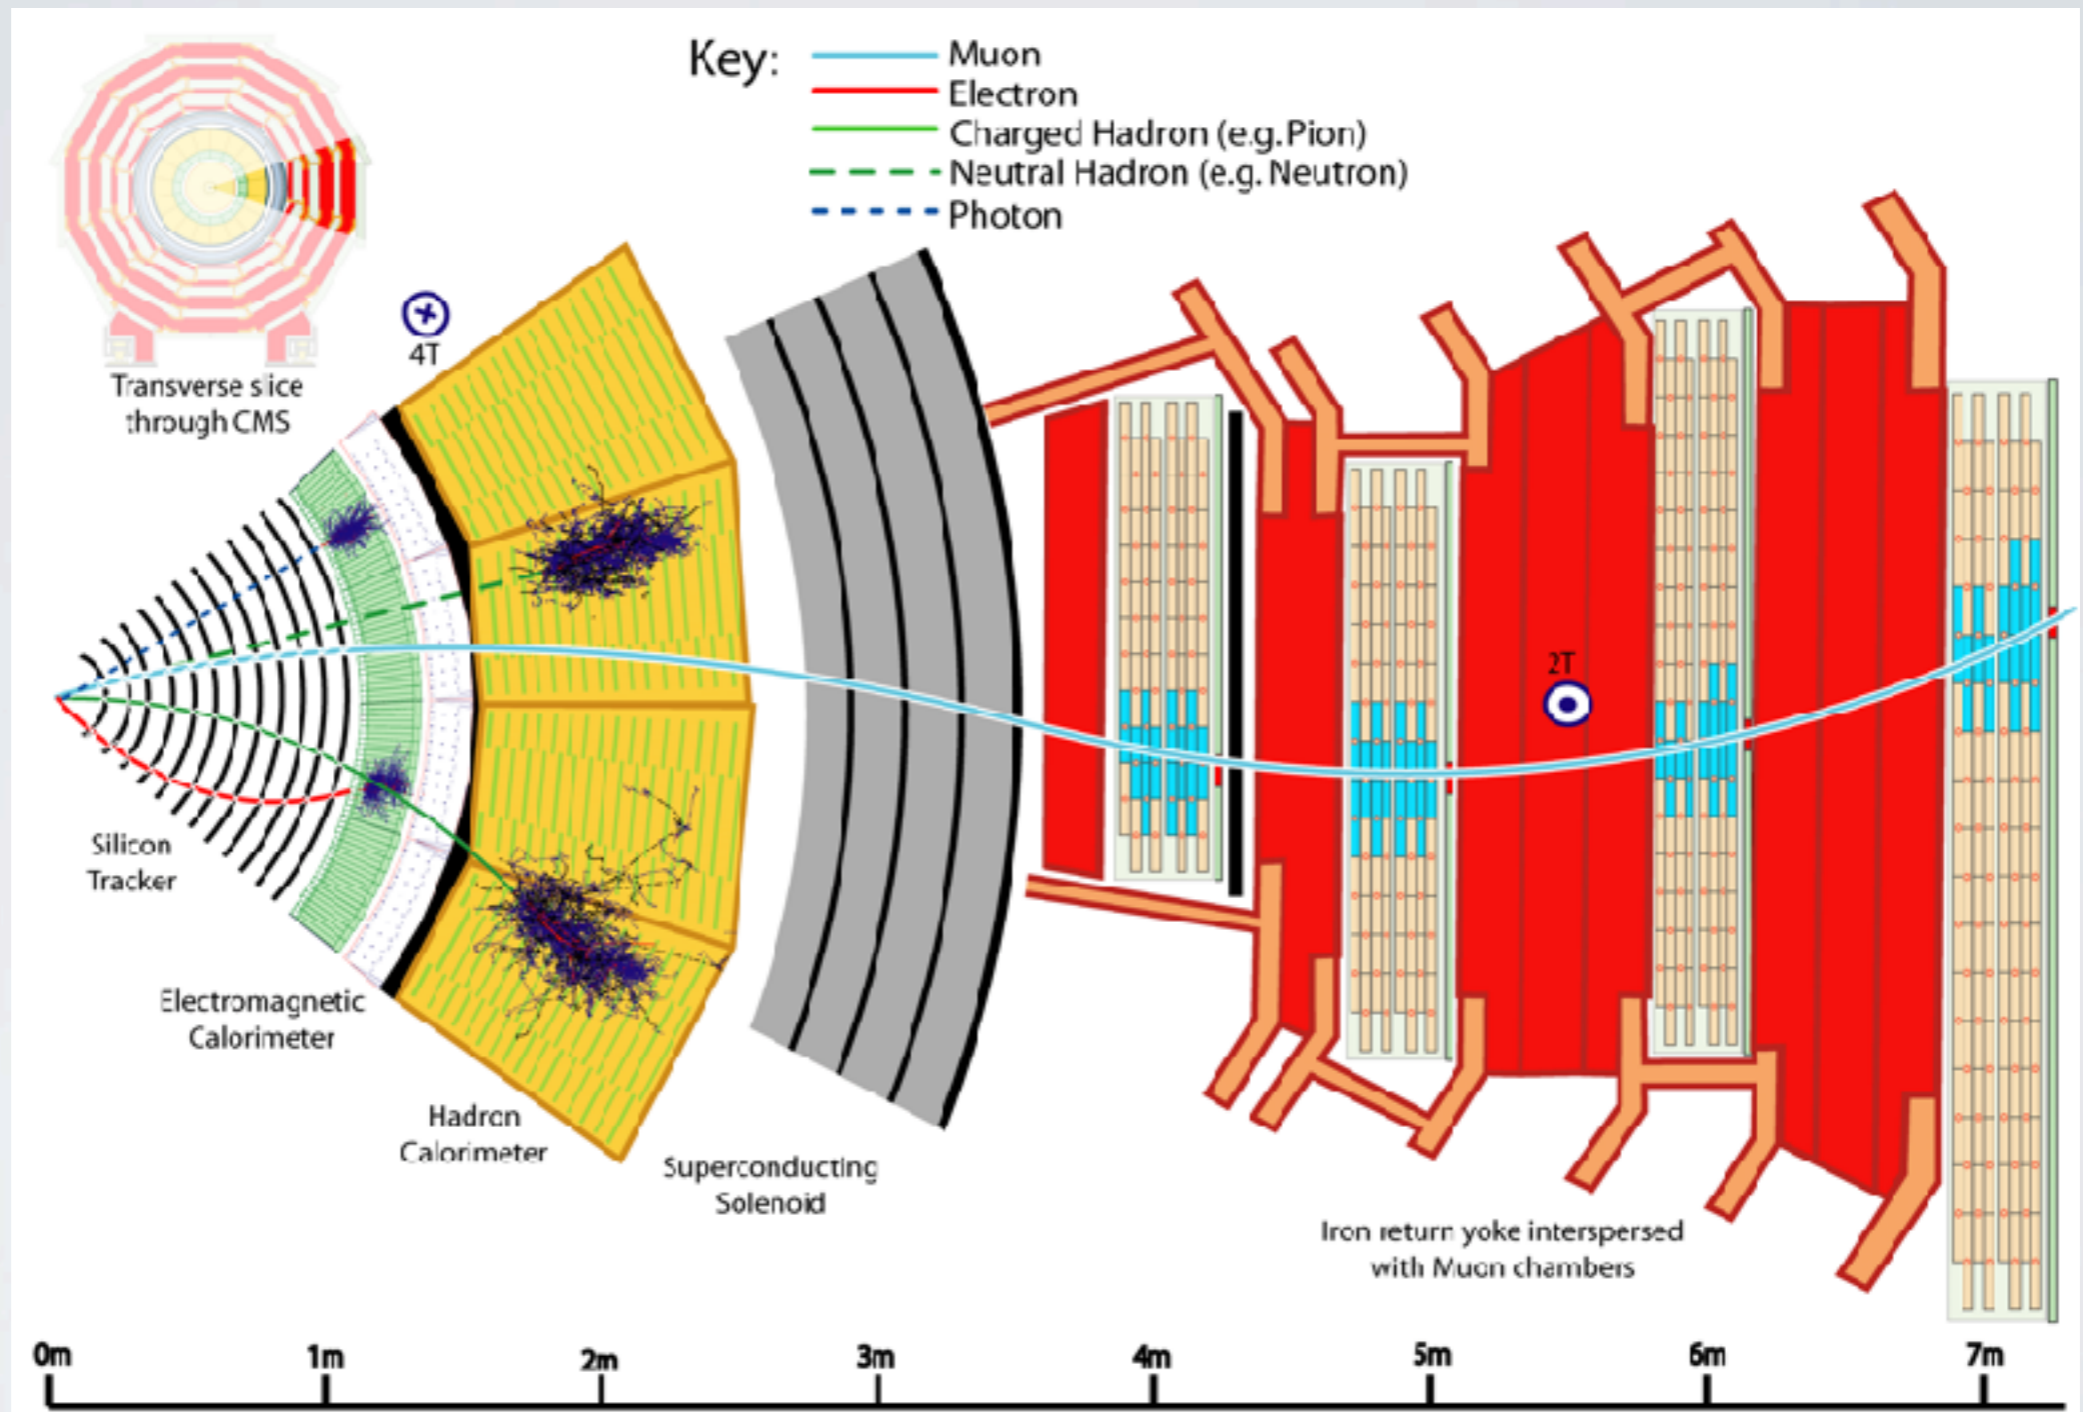 Key:
Muon
Electron
Charged Hadron (e.g. Pion)
Neutral Hadron (e.g. Neutron)
Photon
4T
Transverse slice
through CMS
2T
Silicon
Tracker
Electromagnetic
Calorimeter
Hadron
Calorimeter
Superconducting
Solenoid
Iron return yoke interspersed
with Muon chambers
0m 1m 2m 3m 4m 5m 6m 7m